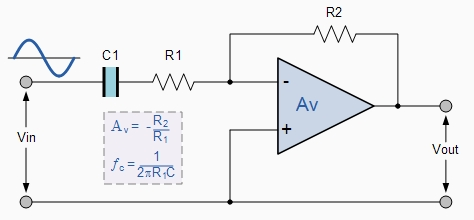 C1
R1
R2
-
Av
+
Vin
Vout
Av = -R2/R1
fc = 1/2πR1C